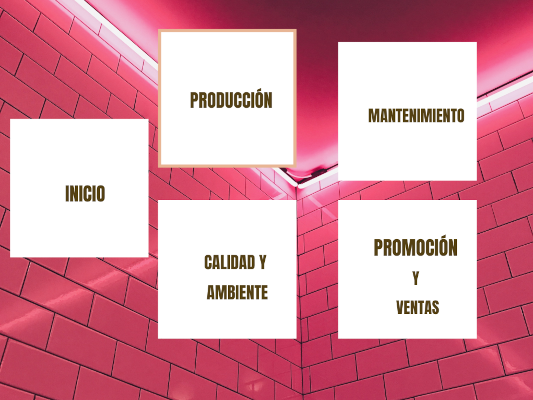 PRODUCCIÓN
MANTENIMIENTO
INICIO
CALIDAD Y
AMBIENTE
PROMOCIÓN
Y
VENTAS